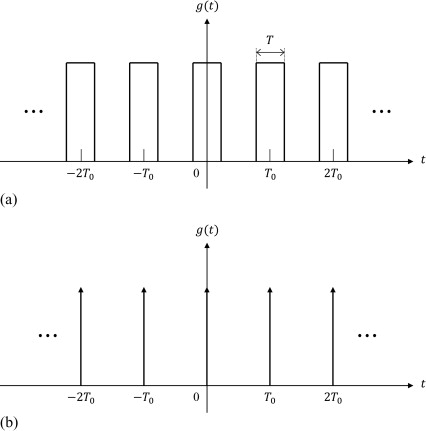 g(t)
T
... ...
−2T₀ −T₀ 0 T₀ 2T₀ t
(a)
g(t)
... ...
−2T₀ −T₀ 0 T₀ 2T₀ t
(b)